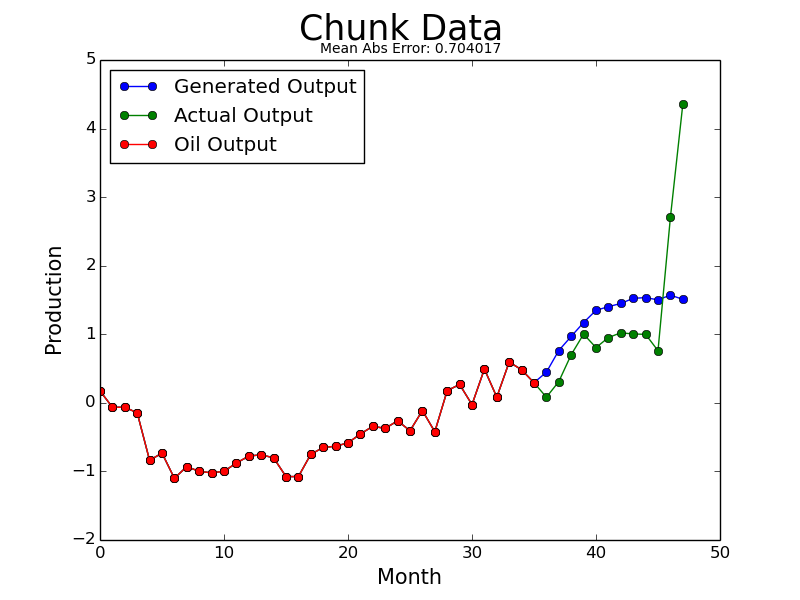 Chunk Data
Mean Abs Error: 0.704017
Generated Output
Actual Output
Oil Output
5
4
3
2
1
0
−1
−2
Production
0 10 20 30 40 50
Month